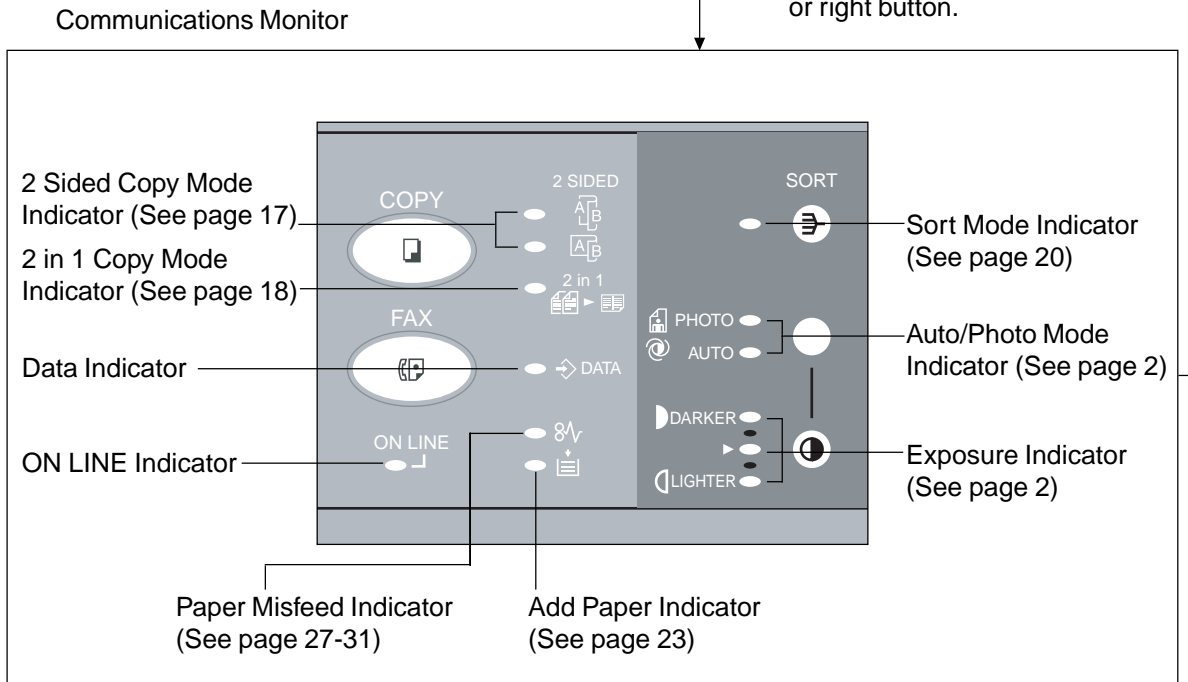 or right button.
Communications Monitor
2 Sided Copy Mode
Indicator (See page 17)
2 in 1 Copy Mode
Indicator (See page 18)
Data Indicator
ON LINE Indicator
COPY
2 SIDED
A B
A B
2 in 1
FAX
DATA
ON LINE
SORT
PHOTO
AUTO
DARKER
LIGHTER
Sort Mode Indicator
(See page 20)
Auto/Photo Mode
Indicator (See page 2)
Exposure Indicator
(See page 2)
Paper Misfeed Indicator
(See page 27-31)
Add Paper Indicator
(See page 23)